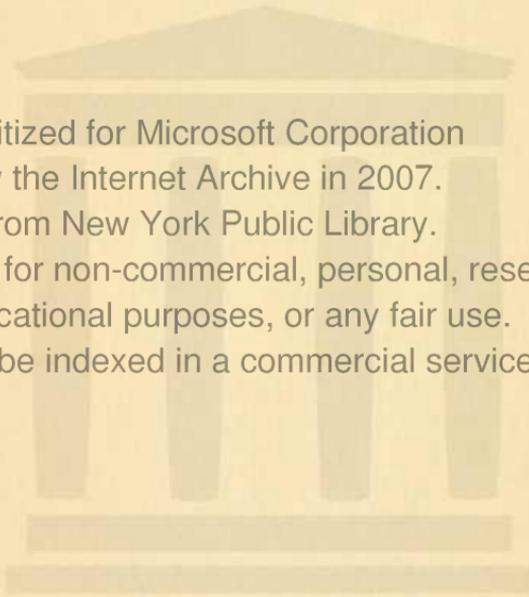 itized for Microsoft Corporation
the Internet Archive in 2007.
rom New York Public Library.
for non-commercial, personal, rese
cational purposes, or any fair use.
be indexed in a commercial service